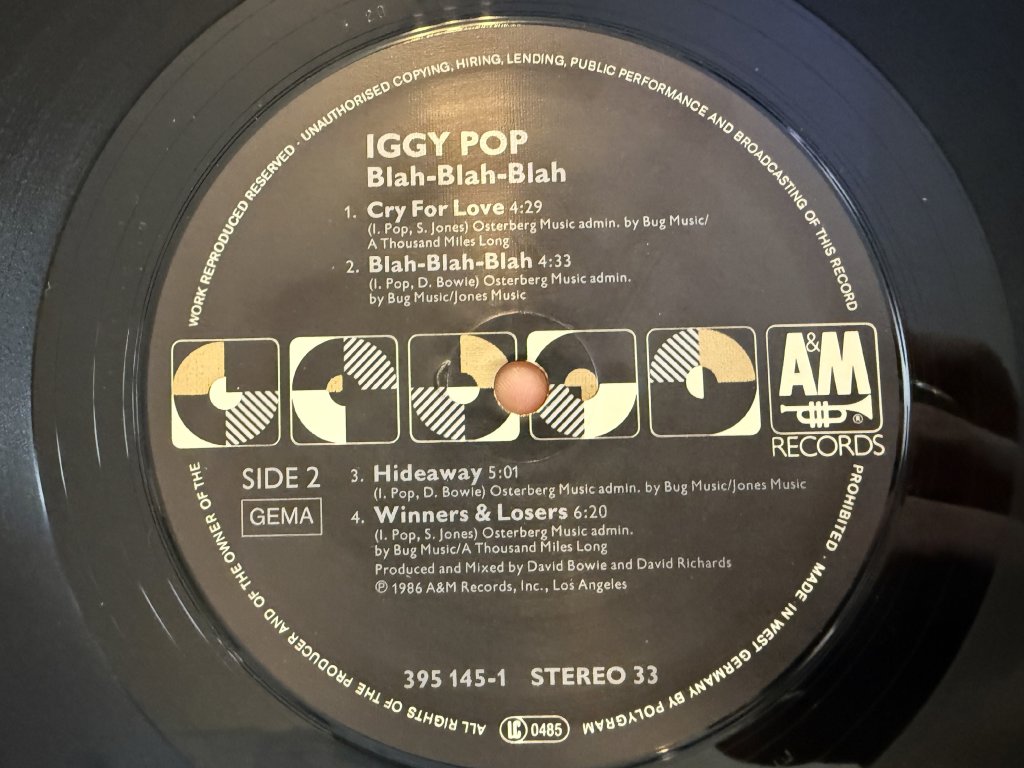 WORK REPRODUCED RESERVED · UNAUTHORISED COPYING, HIRING, LENDING, PUBLIC PERFORMANCE AND BROADCASTING OF THIS RECORD
IGGY POP
Blah-Blah-Blah
1. Cry For Love 4:29
(I. Pop, S. Jones) Osterberg Music admin. by Bug Music/
A Thousand Miles Long
2. Blah-Blah-Blah 4:33
(I. Pop, D. Bowie) Osterberg Music admin.
by Bug Music/Jones Music
A&M
®
RECORDS
SIDE 2
GEMA
3. Hideaway 5:01
(I. Pop, D. Bowie) Osterberg Music admin. by Bug Music/Jones Music
4. Winners & Losers 6:20
(I. Pop, S. Jones) Osterberg Music admin.
by Bug Music/A Thousand Miles Long
Produced and Mixed by David Bowie and David Richards
℗ 1986 A&M Records, Inc., Los Angeles
395 145-1 STEREO 33
PROHIBITED · MADE IN WEST GERMANY BY POLYGRAM
LC 0485
ALL RIGHTS OF THE PRODUCER AND OF THE OWNER OF THE